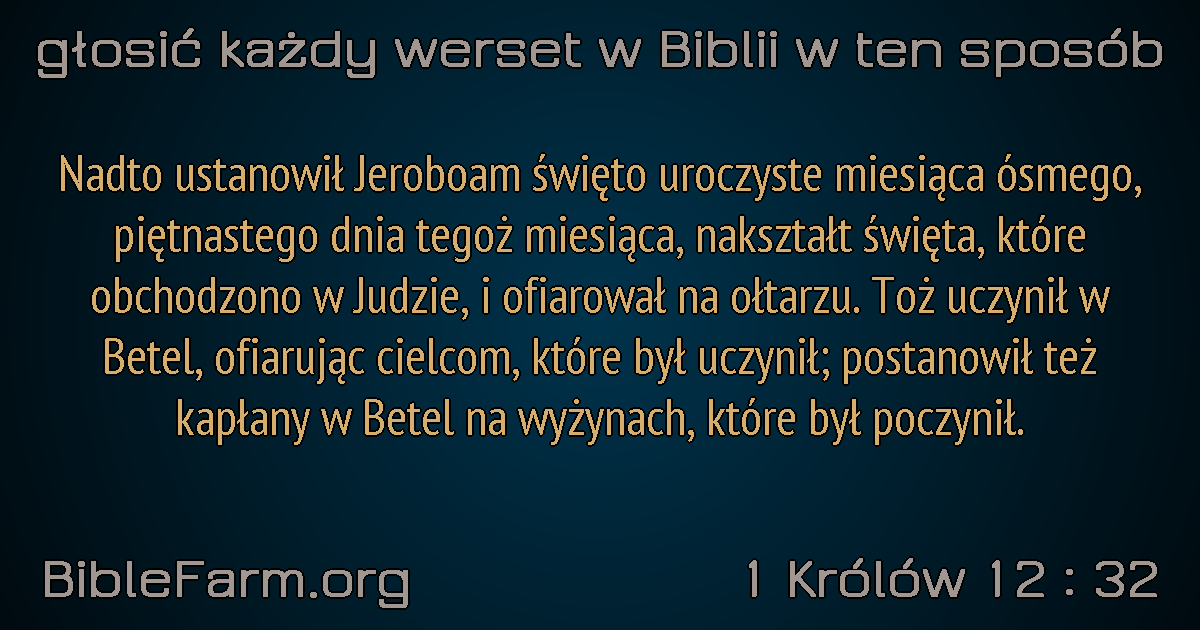 głosić każdy werset w Biblii w ten sposób
Nadto ustanowił Jeroboam święto uroczyste miesiąca ósmego,
piętnastego dnia tegoż miesiąca, nakształt święta, które
obchodzono w Judzie, i ofiarował na ołtarzu. Toż uczynił w
Betel, ofiarując cielcom, które był uczynił; postanowił też
kapłany w Betel na wyżynach, które był poczynił.
BibleFarm.org
1 Królów 12 : 32